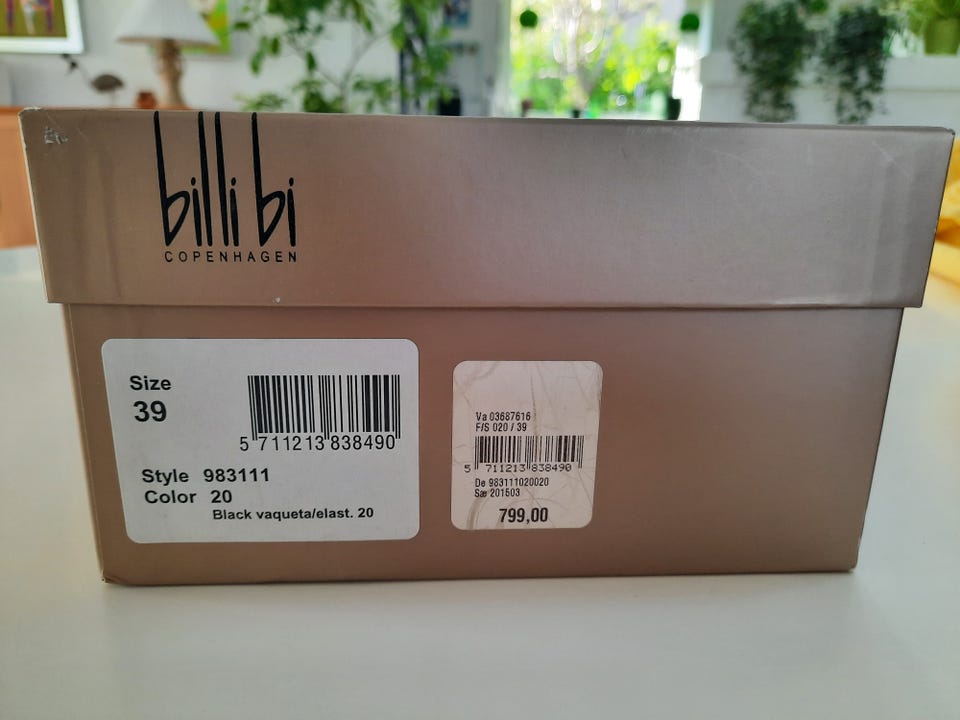 billi bi
COPENHAGEN
Size
39
5 711213 838490
Style 983111
Color 20
Black vaqueta/elast. 20
Va 03687616
F/S 020 / 39
5 711213 838490
De 983111020020
Sæ 201503
799,00